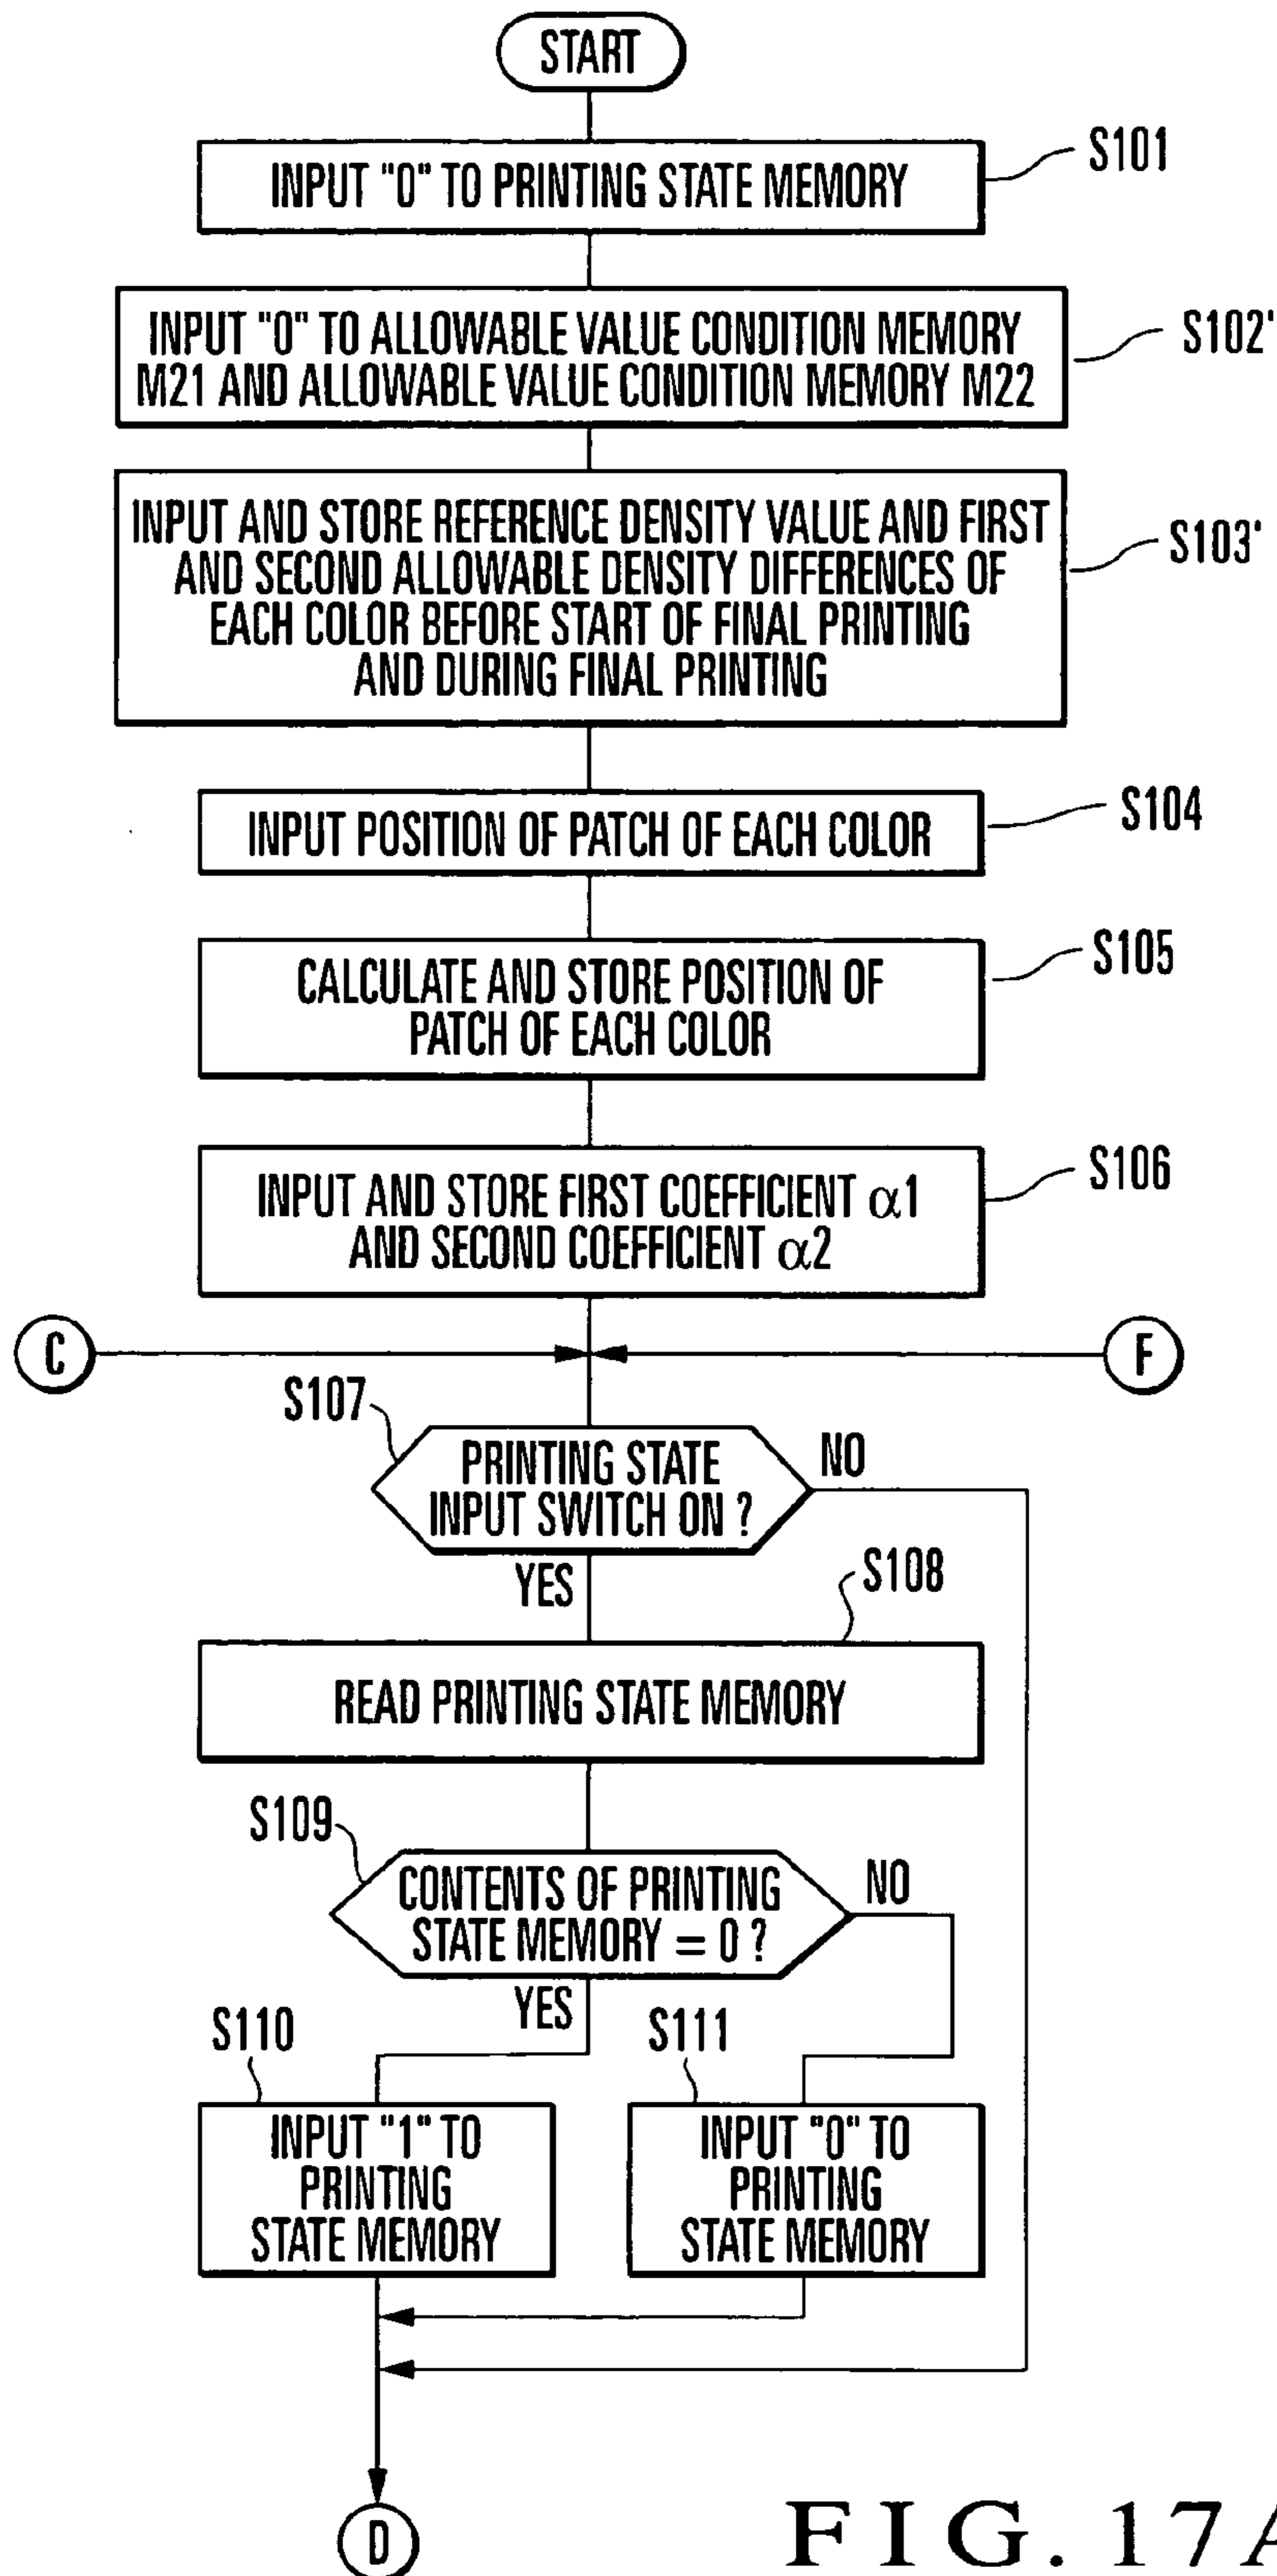 START
S101
INPUT "0" TO PRINTING STATE MEMORY
S102'
INPUT "0" TO ALLOWABLE VALUE CONDITION MEMORY
M21 AND ALLOWABLE VALUE CONDITION MEMORY M22
S103'
INPUT AND STORE REFERENCE DENSITY VALUE AND FIRST
AND SECOND ALLOWABLE DENSITY DIFFERENCES OF
EACH COLOR BEFORE START OF FINAL PRINTING
AND DURING FINAL PRINTING
S104
INPUT POSITION OF PATCH OF EACH COLOR
S105
CALCULATE AND STORE POSITION OF
PATCH OF EACH COLOR
S106
INPUT AND STORE FIRST COEFFICIENT α1
AND SECOND COEFFICIENT α2
C
F
S107
PRINTING STATE
INPUT SWITCH ON ?
NO
YES
S108
READ PRINTING STATE MEMORY
S109
CONTENTS OF PRINTING
STATE MEMORY = 0 ?
NO
YES
S110
S111
INPUT "1" TO
PRINTING
STATE MEMORY
INPUT "0" TO
PRINTING
STATE MEMORY
D
FIG. 17A